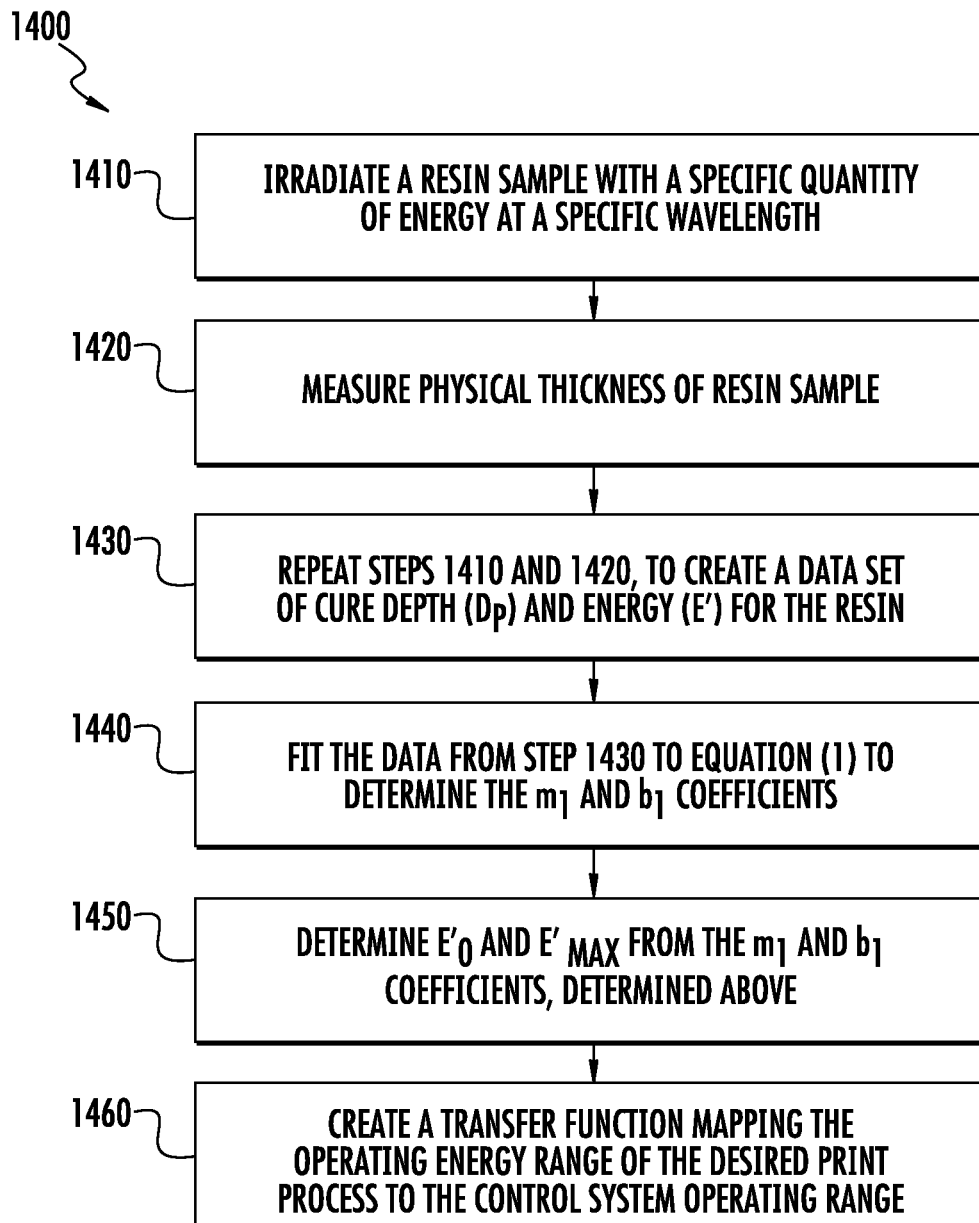 1400
1410
IRRADIATE A RESIN SAMPLE WITH A SPECIFIC QUANTITY
OF ENERGY AT A SPECIFIC WAVELENGTH
1420
MEASURE PHYSICAL THICKNESS OF RESIN SAMPLE
1430
REPEAT STEPS 1410 AND 1420, TO CREATE A DATA SET
OF CURE DEPTH (Dp) AND ENERGY (E') FOR THE RESIN
1440
FIT THE DATA FROM STEP 1430 TO EQUATION (1) TO
DETERMINE THE m1 AND b1 COEFFICIENTS
1450
DETERMINE E'0 AND E' MAX FROM THE m1 AND b1
COEFFICIENTS, DETERMINED ABOVE
1460
CREATE A TRANSFER FUNCTION MAPPING THE
OPERATING ENERGY RANGE OF THE DESIRED PRINT
PROCESS TO THE CONTROL SYSTEM OPERATING RANGE